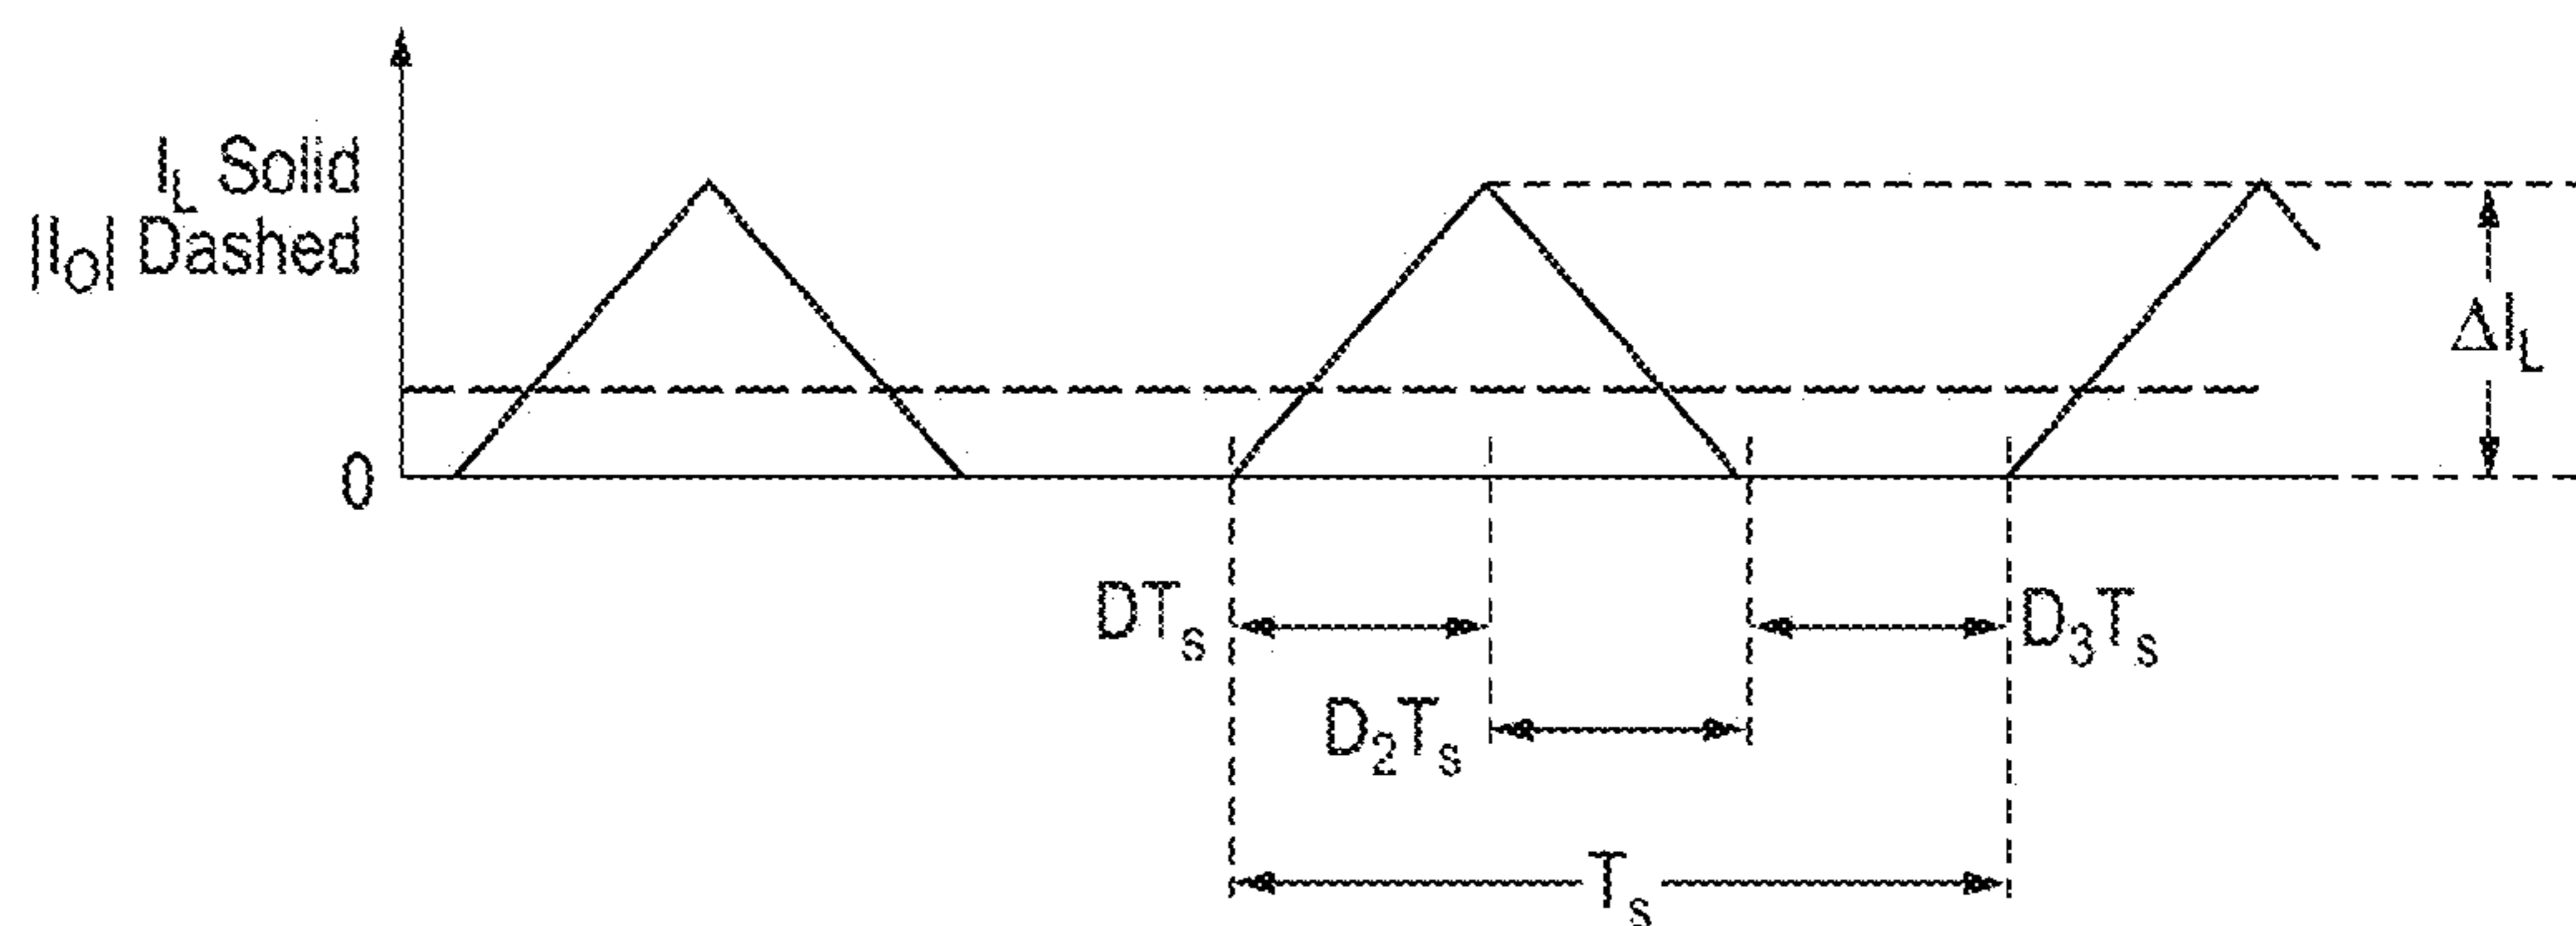 I_L Solid
|I_O| Dashed
0
ΔI_L
DT_s
D_3T_s
D_2T_s
T_s